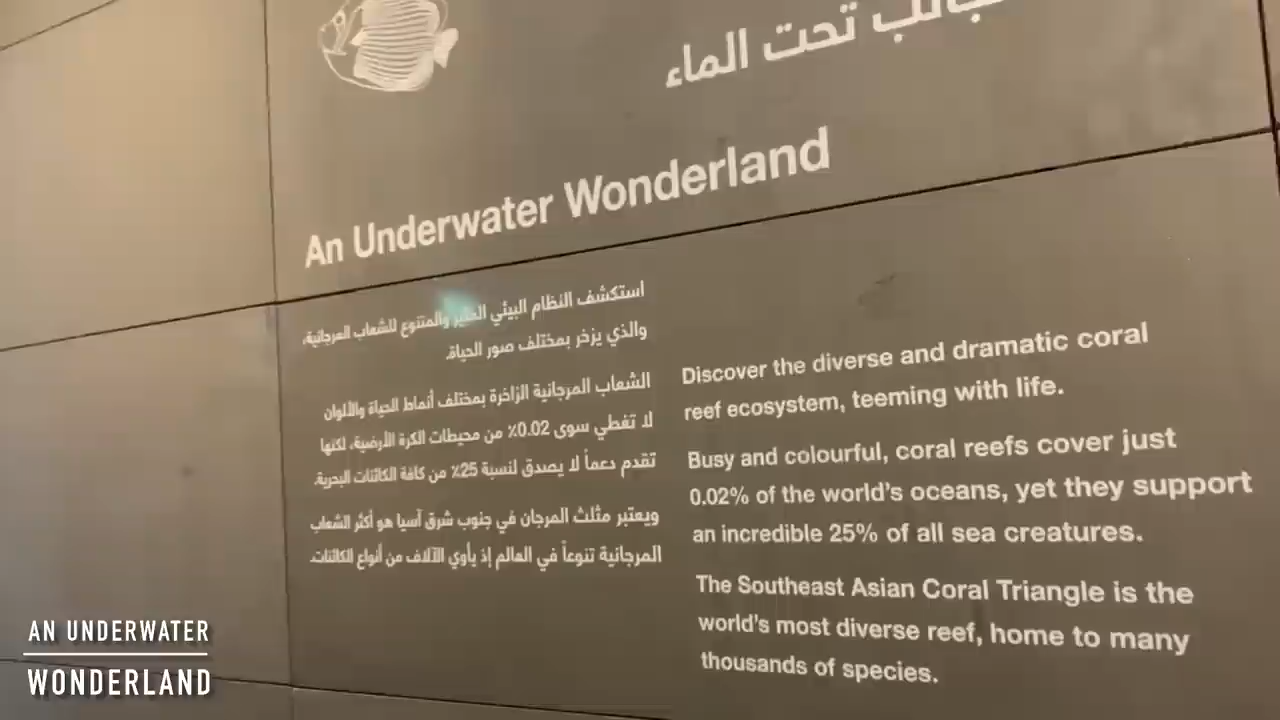 تحت الماء
An Underwater Wonderland
استكشف النظام البيئي المثير والمتنوع للشعاب المرجانية،
والذي يزخر بمختلف صور الحياة.
الشعاب المرجانية الزاخرة بمختلف أنماط الحياة والألوان
لا تغطي سوى 0.02٪ من محيطات الكرة الأرضية، لكنها
تقدم دعماً لا يصدق لنسبة 25٪ من كافة الكائنات البحرية.
ويعتبر مثلث المرجان في جنوب شرق آسيا هو أكثر الشعاب
المرجانية تنوعاً في العالم إذ يأوي الآلاف من أنواع الكائنات.
Discover the diverse and dramatic coral
reef ecosystem, teeming with life.
Busy and colourful, coral reefs cover just
0.02% of the world's oceans, yet they support
an incredible 25% of all sea creatures.
The Southeast Asian Coral Triangle is the
world's most diverse reef, home to many
thousands of species.
AN UNDERWATER
WONDERLAND